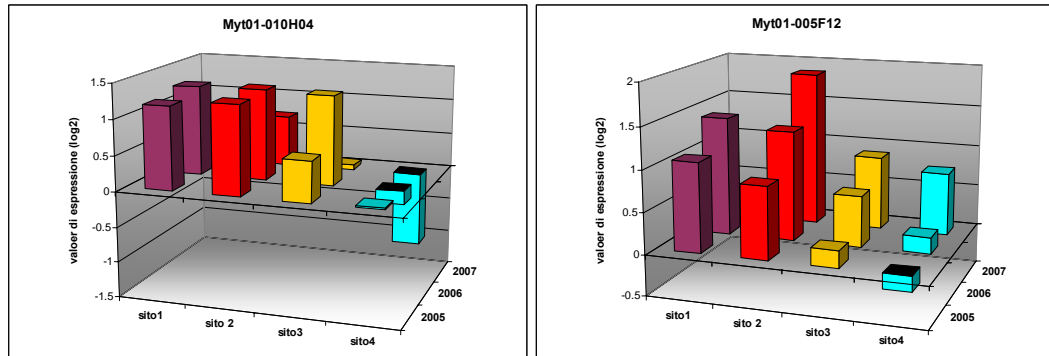 Myt01-010H04
valoer di espressione (log2)
1.5
1
0.5
0
-0.5
-1
-1.5
sito1
sito 2
sito3
sito4
2005
2006
2007
Myt01-005F12
valoer di espressione (log2)
2
1.5
1
0.5
0
-0.5
sito1
sito 2
sito3
sito4
2005
2006
2007